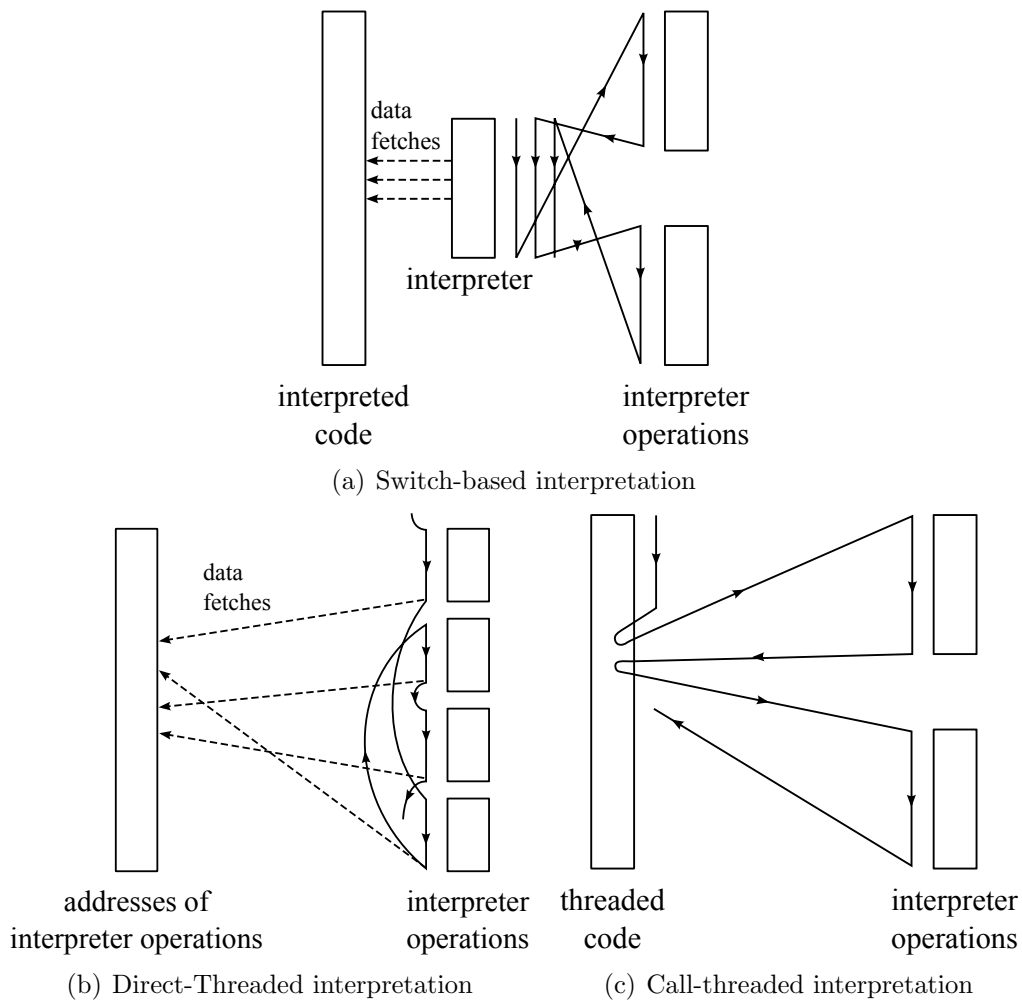 data
fetches
interpreter
interpreted
code
interpreter
operations
(a) Switch-based interpretation
data
fetches
addresses of
interpreter operations
interpreter
operations
(b) Direct-Threaded interpretation
threaded
code
interpreter
operations
(c) Call-threaded interpretation